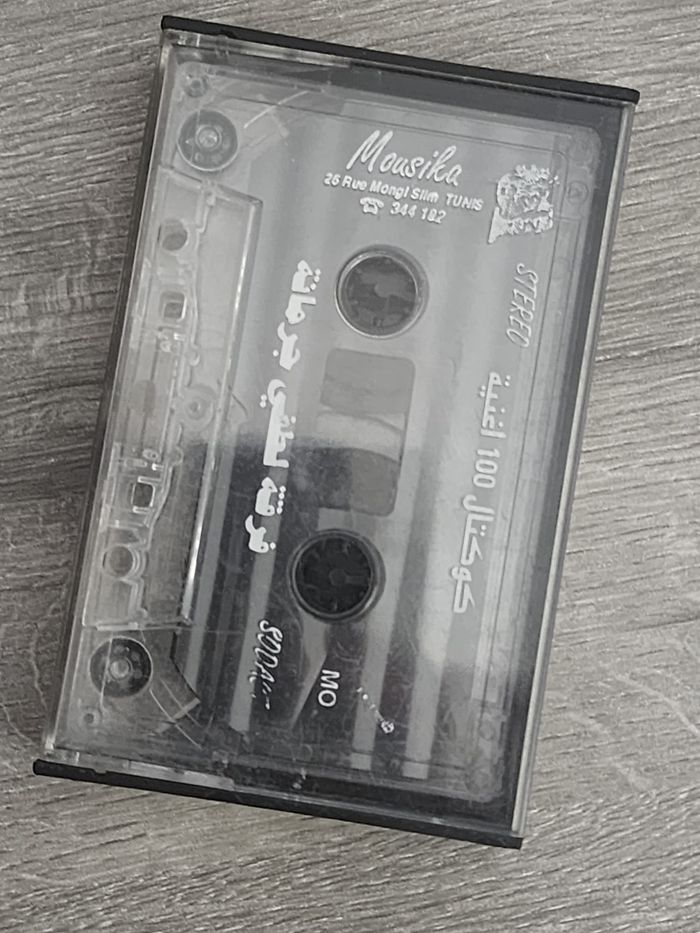 Mousika
26 Rue Mongi Slim TUNIS
☎ 344 182
STEREO
كوكتال 100 اغنية
فرقة لطفي جرمانة
MO